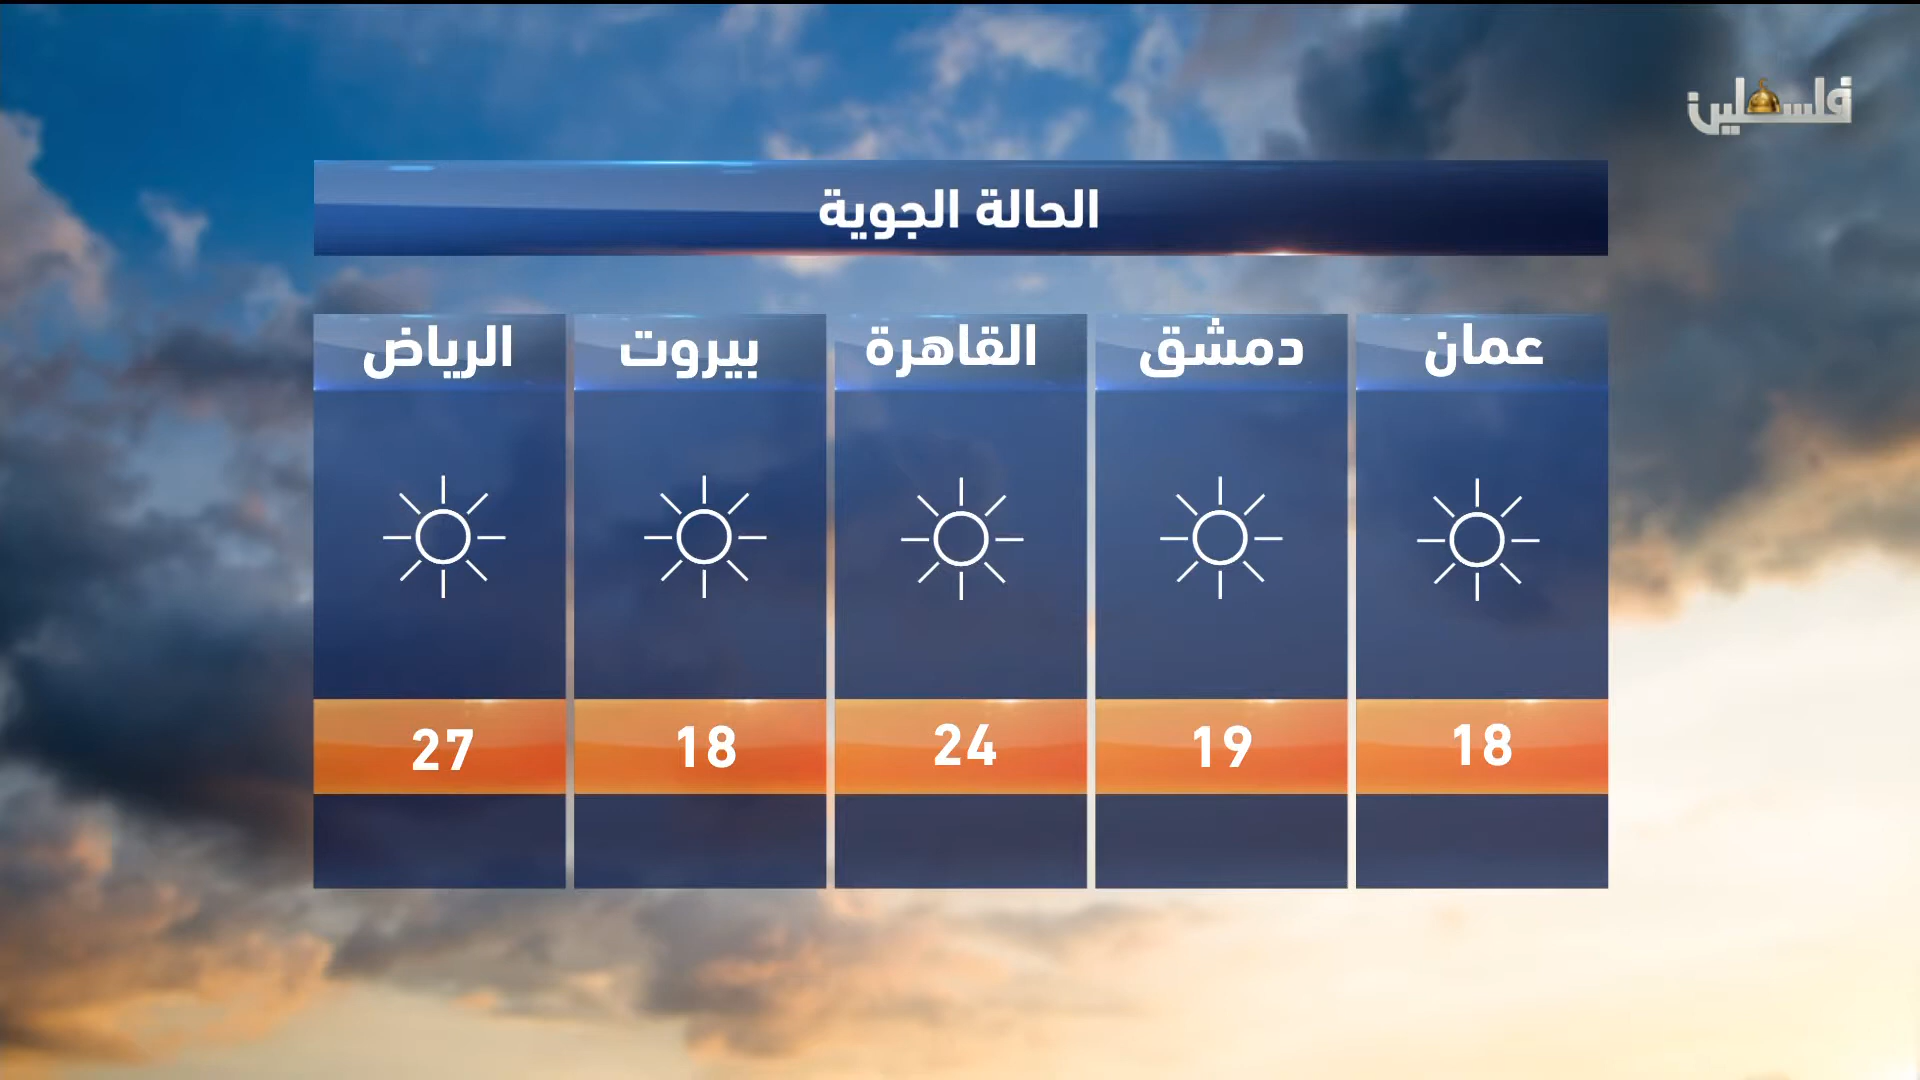 فلسطين
الحالة الجوية
عمان
دمشق
القاهرة
بيروت
الرياض
18
19
24
18
27